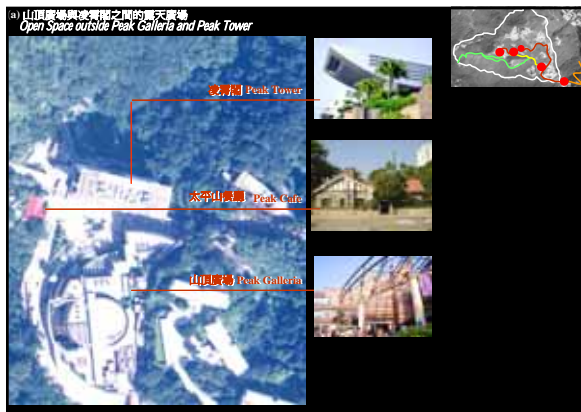 (a) 山頂廣場與凌霄閣之間的露天廣場
Open Space outside Peak Galleria and Peak Tower
凌霄閣 Peak Tower
太平山餐廳 Peak Cafe
山頂廣場 Peak Galleria